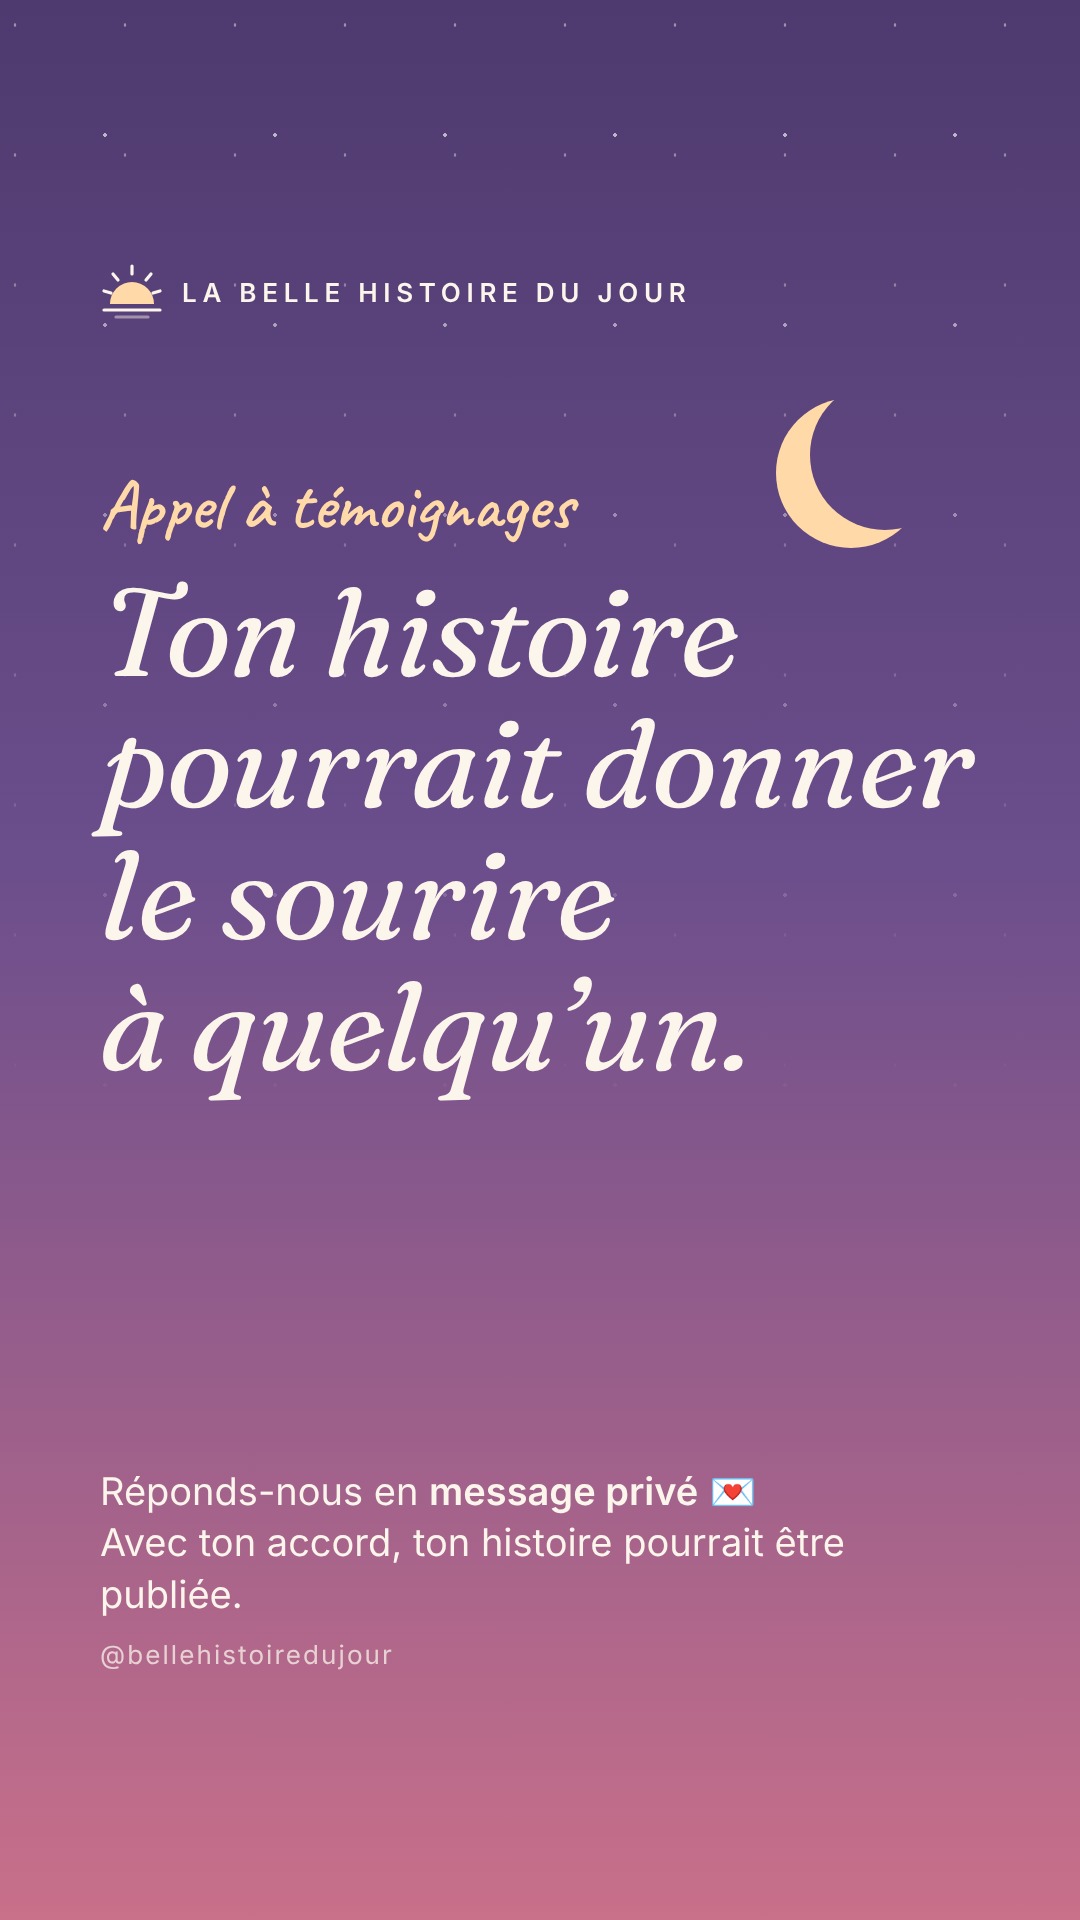 LA BELLE HISTOIRE DU JOUR
Appel à témoignages
Ton histoire
pourrait donner
le sourire
à quelqu’un.
Réponds-nous en message privé 💌
Avec ton accord, ton histoire pourrait être
publiée.
@bellehistoiredujour